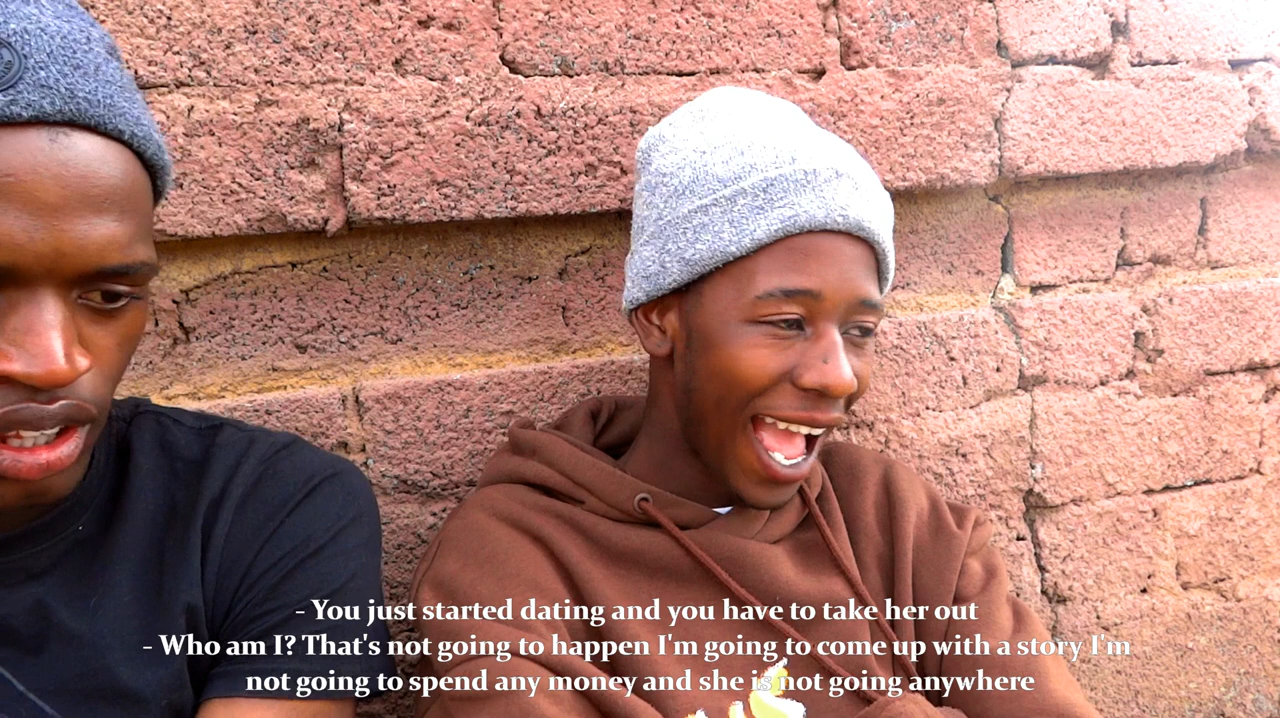 - You just started dating and you have to take her out
- Who am I? That's not going to happen I'm going to come up with a story I'm
not going to spend any money and she is not going anywhere